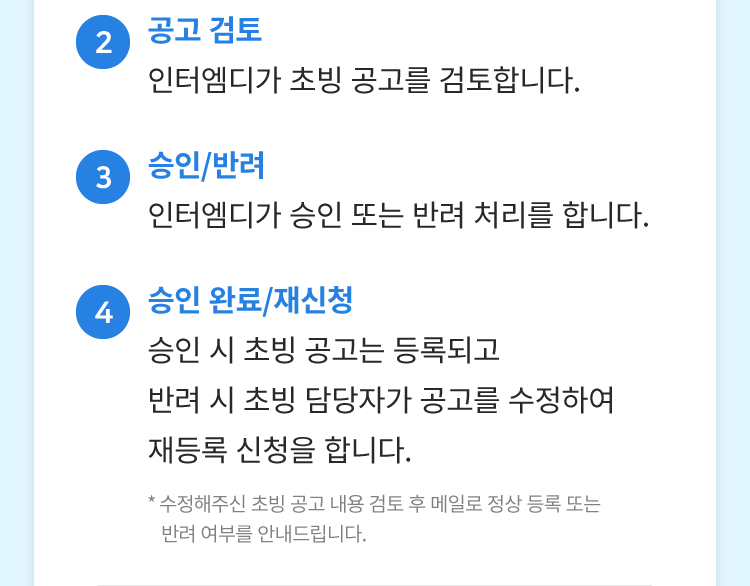 2
공고 검토
인터엠디가 초빙 공고를 검토합니다.
3
승인/반려
인터엠디가 승인 또는 반려 처리를 합니다.
4
승인 완료/재신청
승인 시 초빙 공고는 등록되고
반려 시 초빙 담당자가 공고를 수정하여
재등록 신청을 합니다.
* 수정해주신 초빙 공고 내용 검토 후 메일로 정상 등록 또는
반려 여부를 안내드립니다.